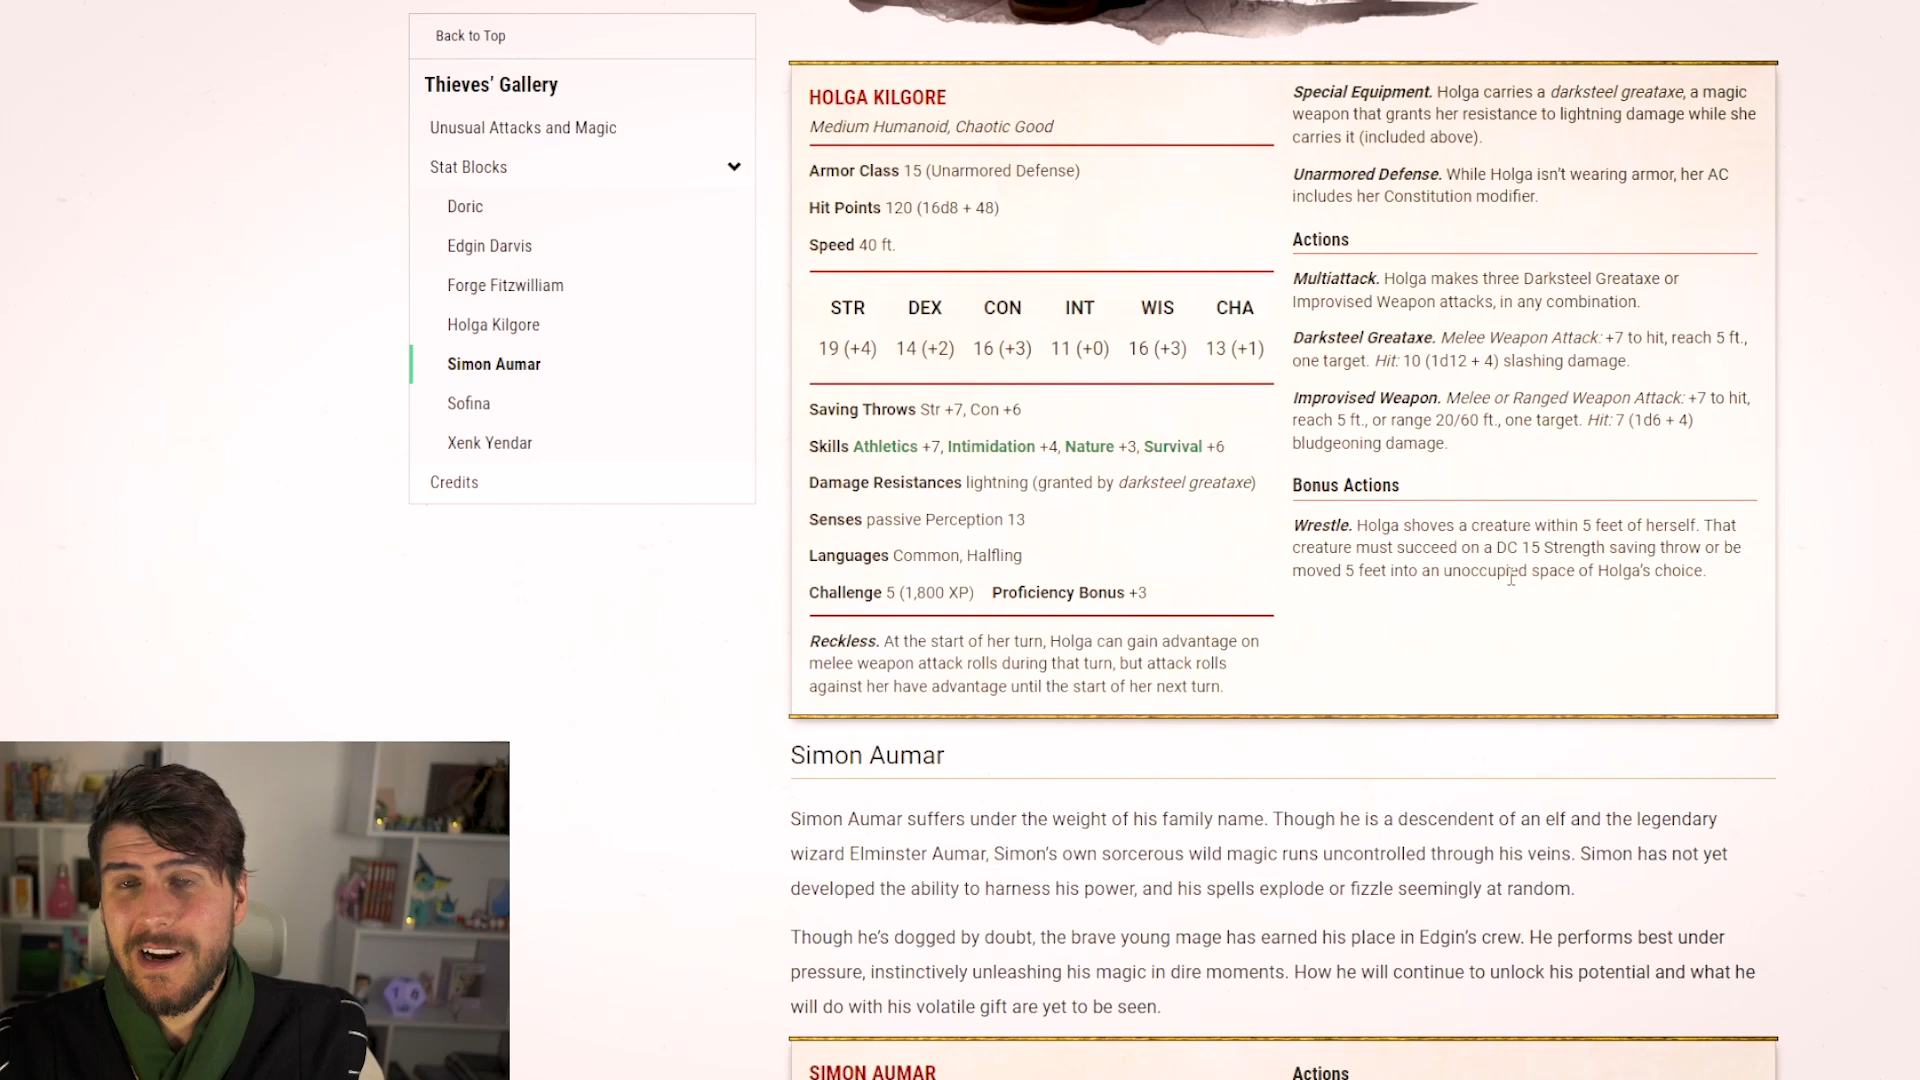 Back to Top
Thieves’ Gallery
Unusual Attacks and Magic
Stat Blocks
Doric
Edgin Darvis
Forge Fitzwilliam
Holga Kilgore
Simon Aumar
Sofina
Xenk Yendar
Credits
HOLGA KILGORE
Medium Humanoid, Chaotic Good
Armor Class 15 (Unarmored Defense)
Hit Points 120 (16d8 + 48)
Speed 40 ft.
STR DEX CON INT WIS CHA
19 (+4) 14 (+2) 16 (+3) 11 (+0) 16 (+3) 13 (+1)
Saving Throws Str +7, Con +6
Skills Athletics +7, Intimidation +4, Nature +3, Survival +6
Damage Resistances lightning (granted by darksteel greataxe)
Senses passive Perception 13
Languages Common, Halfling
Challenge 5 (1,800 XP) Proficiency Bonus +3
Reckless. At the start of her turn, Holga can gain advantage on
melee weapon attack rolls during that turn, but attack rolls
against her have advantage until the start of her next turn.
Special Equipment. Holga carries a darksteel greataxe, a magic
weapon that grants her resistance to lightning damage while she
carries it (included above).
Unarmored Defense. While Holga isn’t wearing armor, her AC
includes her Constitution modifier.
Actions
Multiattack. Holga makes three Darksteel Greataxe or
Improvised Weapon attacks, in any combination.
Darksteel Greataxe. Melee Weapon Attack: +7 to hit, reach 5 ft.,
one target. Hit: 10 (1d12 + 4) slashing damage.
Improvised Weapon. Melee or Ranged Weapon Attack: +7 to hit,
reach 5 ft., or range 20/60 ft., one target. Hit: 7 (1d6 + 4)
bludgeoning damage.
Bonus Actions
Wrestle. Holga shoves a creature within 5 feet of herself. That
creature must succeed on a DC 15 Strength saving throw or be
moved 5 feet into an unoccupied space of Holga’s choice.
Simon Aumar
Simon Aumar suffers under the weight of his family name. Though he is a descendent of an elf and the legendary
wizard Elminster Aumar, Simon’s own sorcerous wild magic runs uncontrolled through his veins. Simon has not yet
developed the ability to harness his power, and his spells explode or fizzle seemingly at random.
Though he’s dogged by doubt, the brave young mage has earned his place in Edgin’s crew. He performs best under
pressure, instinctively unleashing his magic in dire moments. How he will continue to unlock his potential and what he
will do with his volatile gift are yet to be seen.
SIMON AUMAR
Actions